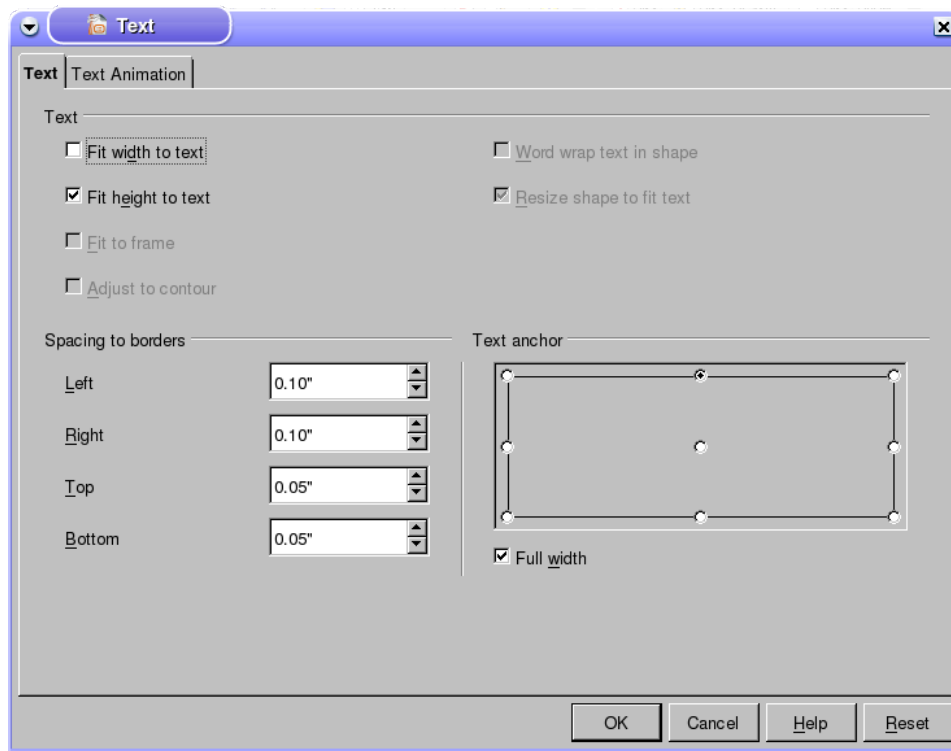 Text
Text Text Animation
Text
Fit width to text
Word wrap text in shape
Fit height to text
Resize shape to fit text
Fit to frame
Adjust to contour
Spacing to borders
Text anchor
Left 0.10"
Right 0.10"
Top 0.05"
Bottom 0.05"
Full width
OK Cancel Help Reset